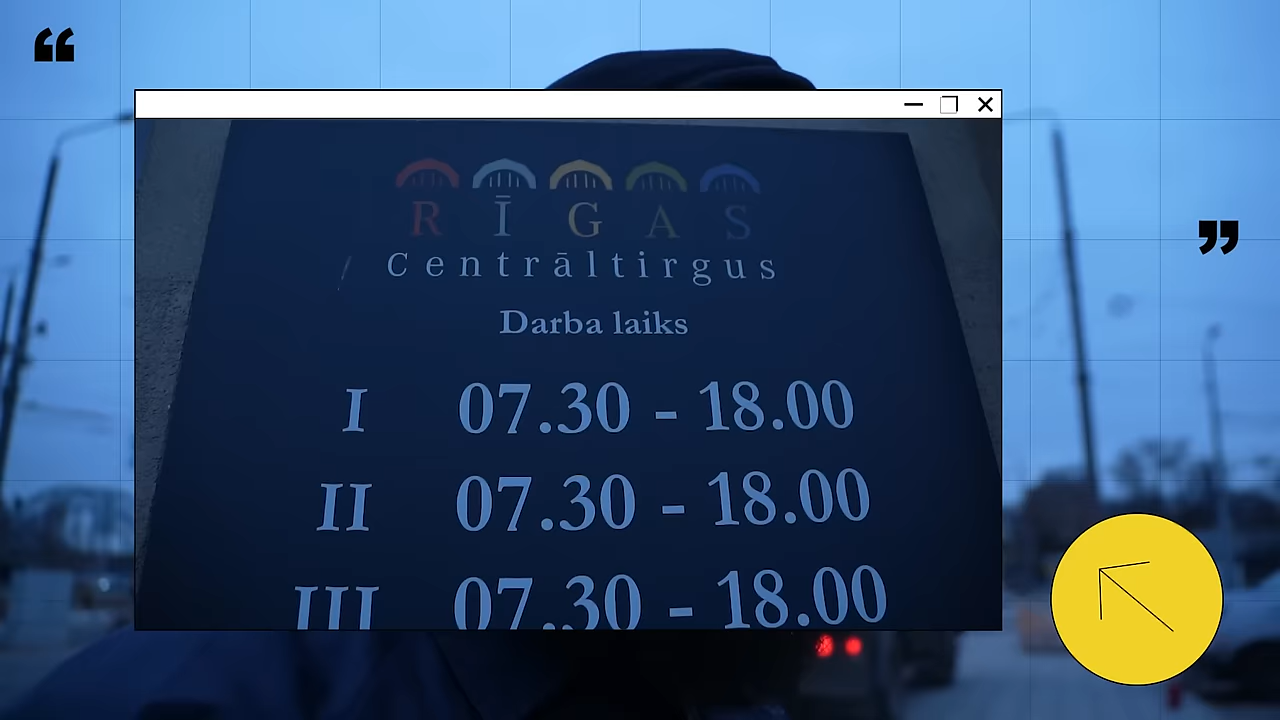 “
RĪGAS
Centrāltirgus
”
Darba laiks
I 07.30 - 18.00
II 07.30 - 18.00
III 07.30 - 18.00